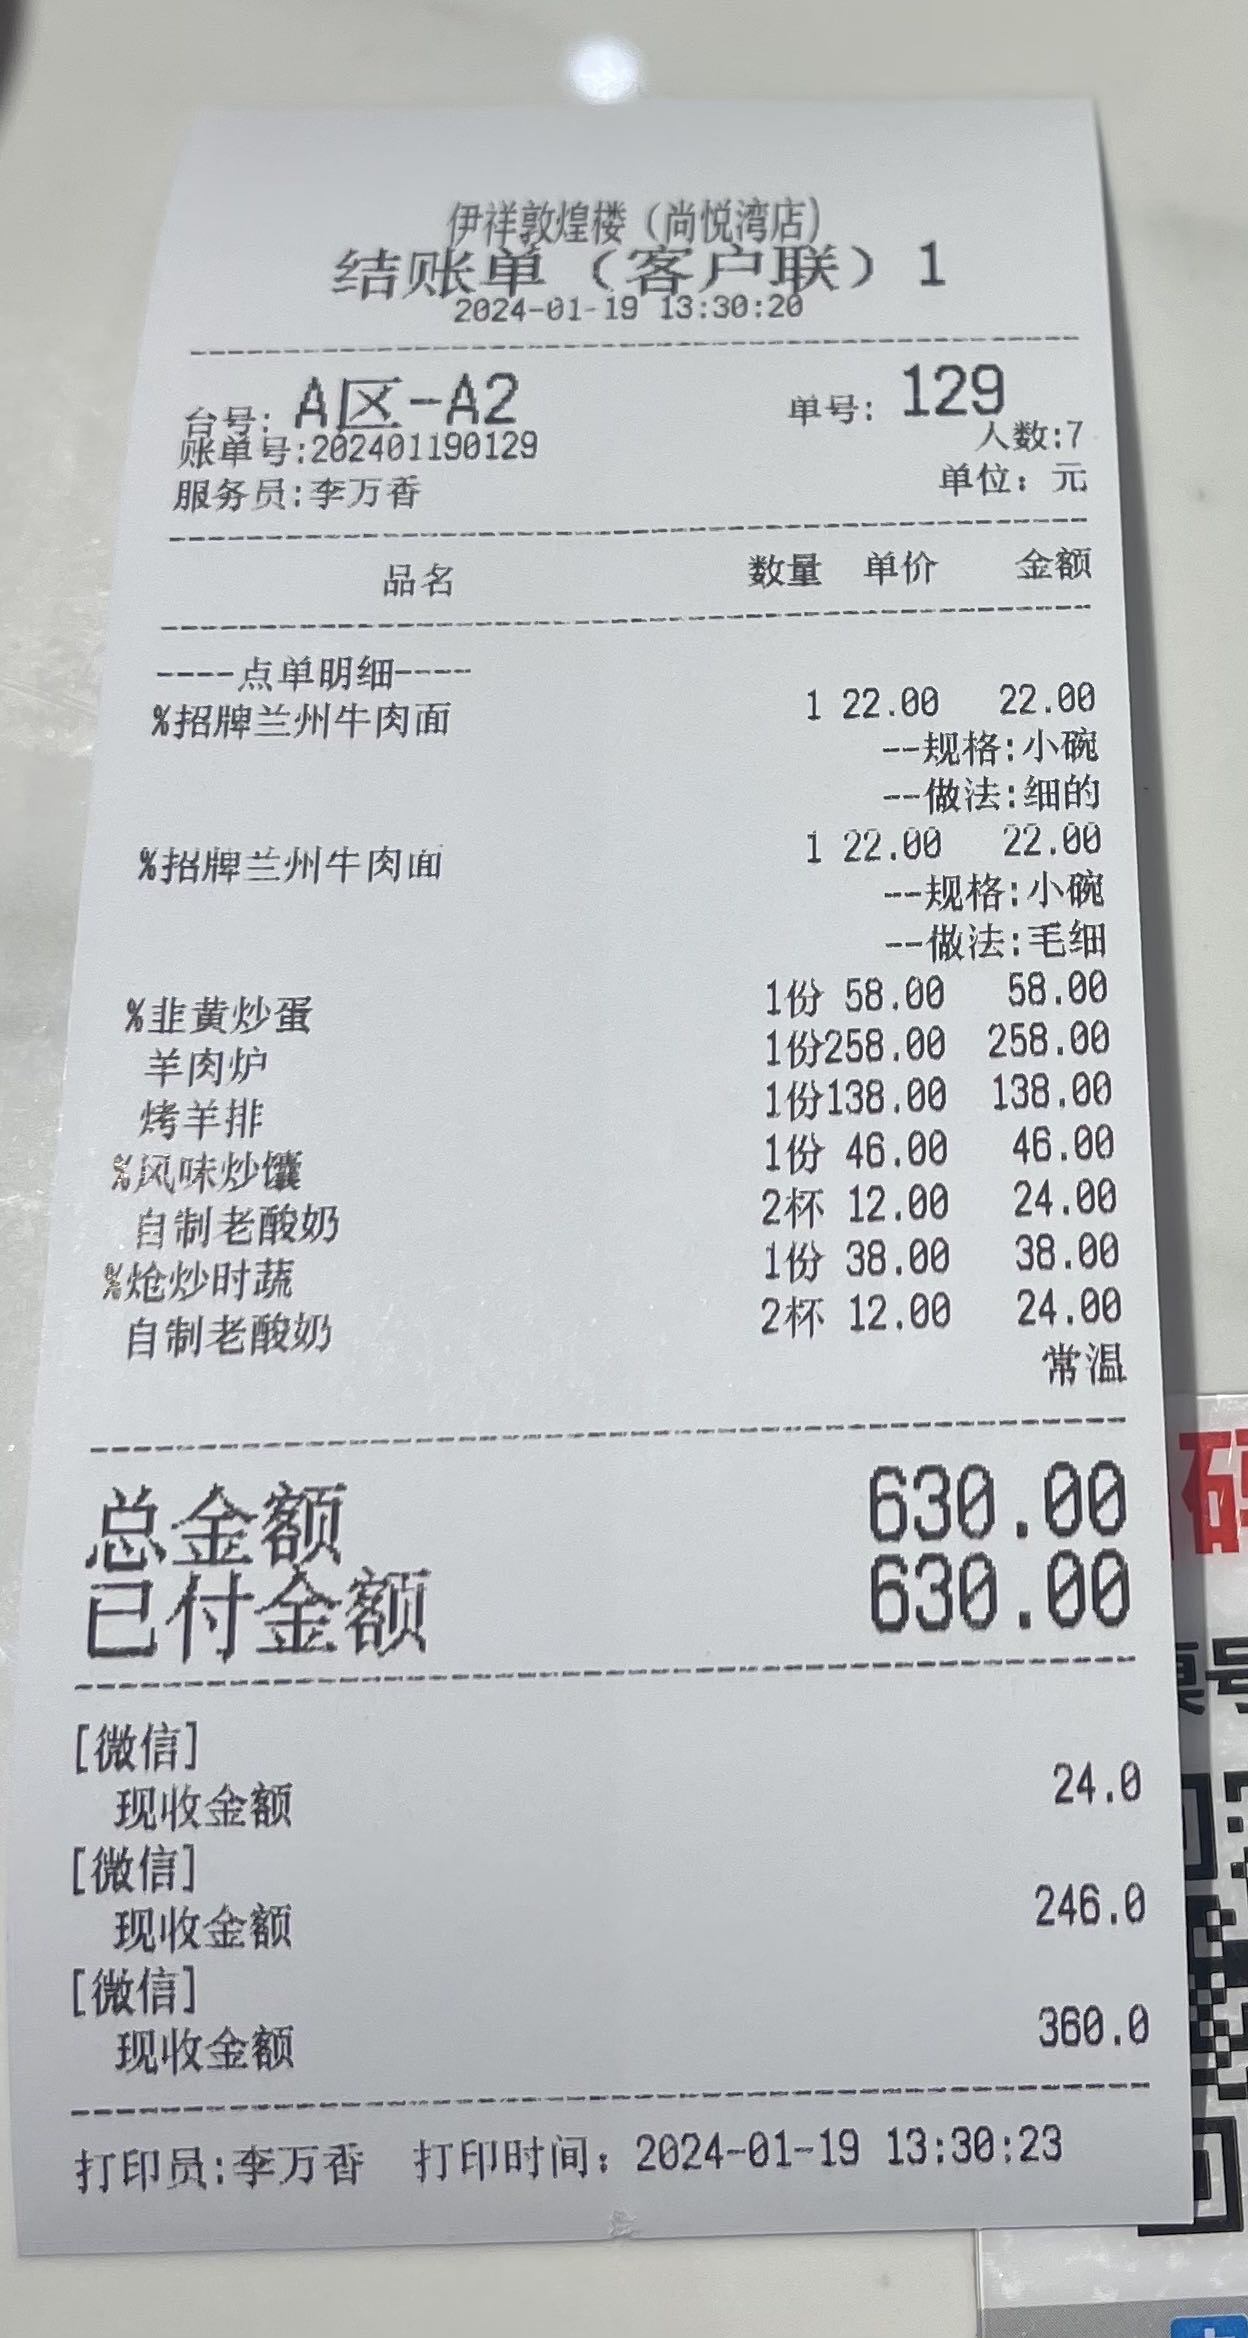 伊祥敦煌楼（尚悦湾店）
结账单（客户联）1
2024-01-19 13:30:20
台号: A区-A2 单号: 129
账单号:202401190129 人数:7
服务员:李万香 单位: 元
品名 数量 单价 金额
----点单明细----
%招牌兰州牛肉面 1 22.00 22.00
--规格:小碗
--做法:细的
%招牌兰州牛肉面 1 22.00 22.00
--规格:小碗
--做法:毛细
%韭黄炒蛋 1份 58.00 58.00
羊肉炉 1份258.00 258.00
烤羊排 1份138.00 138.00
%风味炒馕 1份 46.00 46.00
自制老酸奶 2杯 12.00 24.00
%炝炒时蔬 1份 38.00 38.00
自制老酸奶 2杯 12.00 24.00
常温
总金额 630.00
已付金额 630.00
[微信]
现收金额 24.0
[微信]
现收金额 246.0
[微信]
现收金额 360.0
打印员:李万香 打印时间: 2024-01-19 13:30:23
码
号